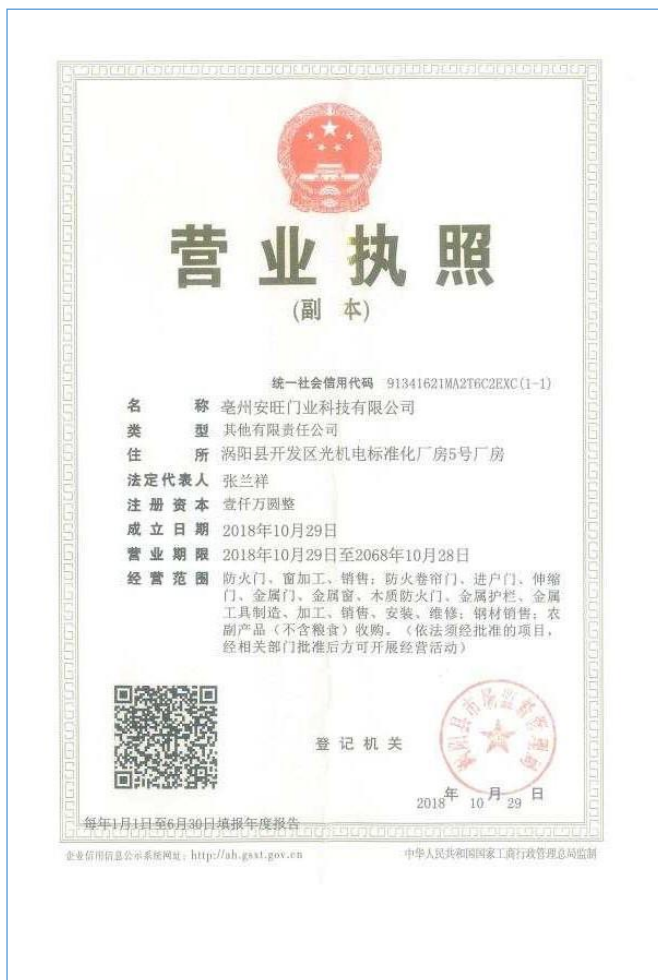 营业执照
(副 本)
统一社会信用代码 91341621MA2T6C2EXC(1-1)
名 称 亳州安旺门业科技有限公司
类 型 其他有限责任公司
住 所 涡阳县开发区光机电标准化厂房5号厂房
法定代表人 张兰祥
注册资本 壹仟万圆整
成立日期 2018年10月29日
营业期限 2018年10月29日至2068年10月28日
经营范围 防火门、窗加工、销售；防火卷帘门、进户门、伸缩
门、金属门、金属窗、木质防火门、金属护栏、金属
工具制造、加工、销售、安装、维修；钢材销售；农
副产品（不含粮食）收购。（依法须经批准的项目，
经相关部门批准后方可开展经营活动）
涡阳县市场监督管理局
登记机关
2018年 10月 29日
每年1月1日至6月30日填报年度报告
企业信用信息公示系统网址：http://ah.gsxt.gov.cn
中华人民共和国国家工商行政管理总局监制